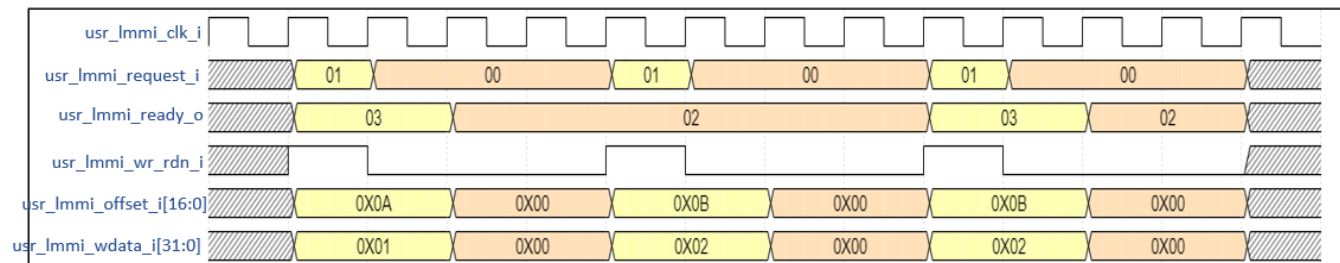 usr_lmmi_clk_i
usr_lmmi_request_i 01 00 01 00 01 00
usr_lmmi_ready_o 03 02 03 02
usr_lmmi_wr_rdn_i
usr_lmmi_offset_i[16:0] 0X0A 0X00 0X0B 0X00 0X0B 0X00
usr_lmmi_wdata_i[31:0] 0X01 0X00 0X02 0X00 0X02 0X00